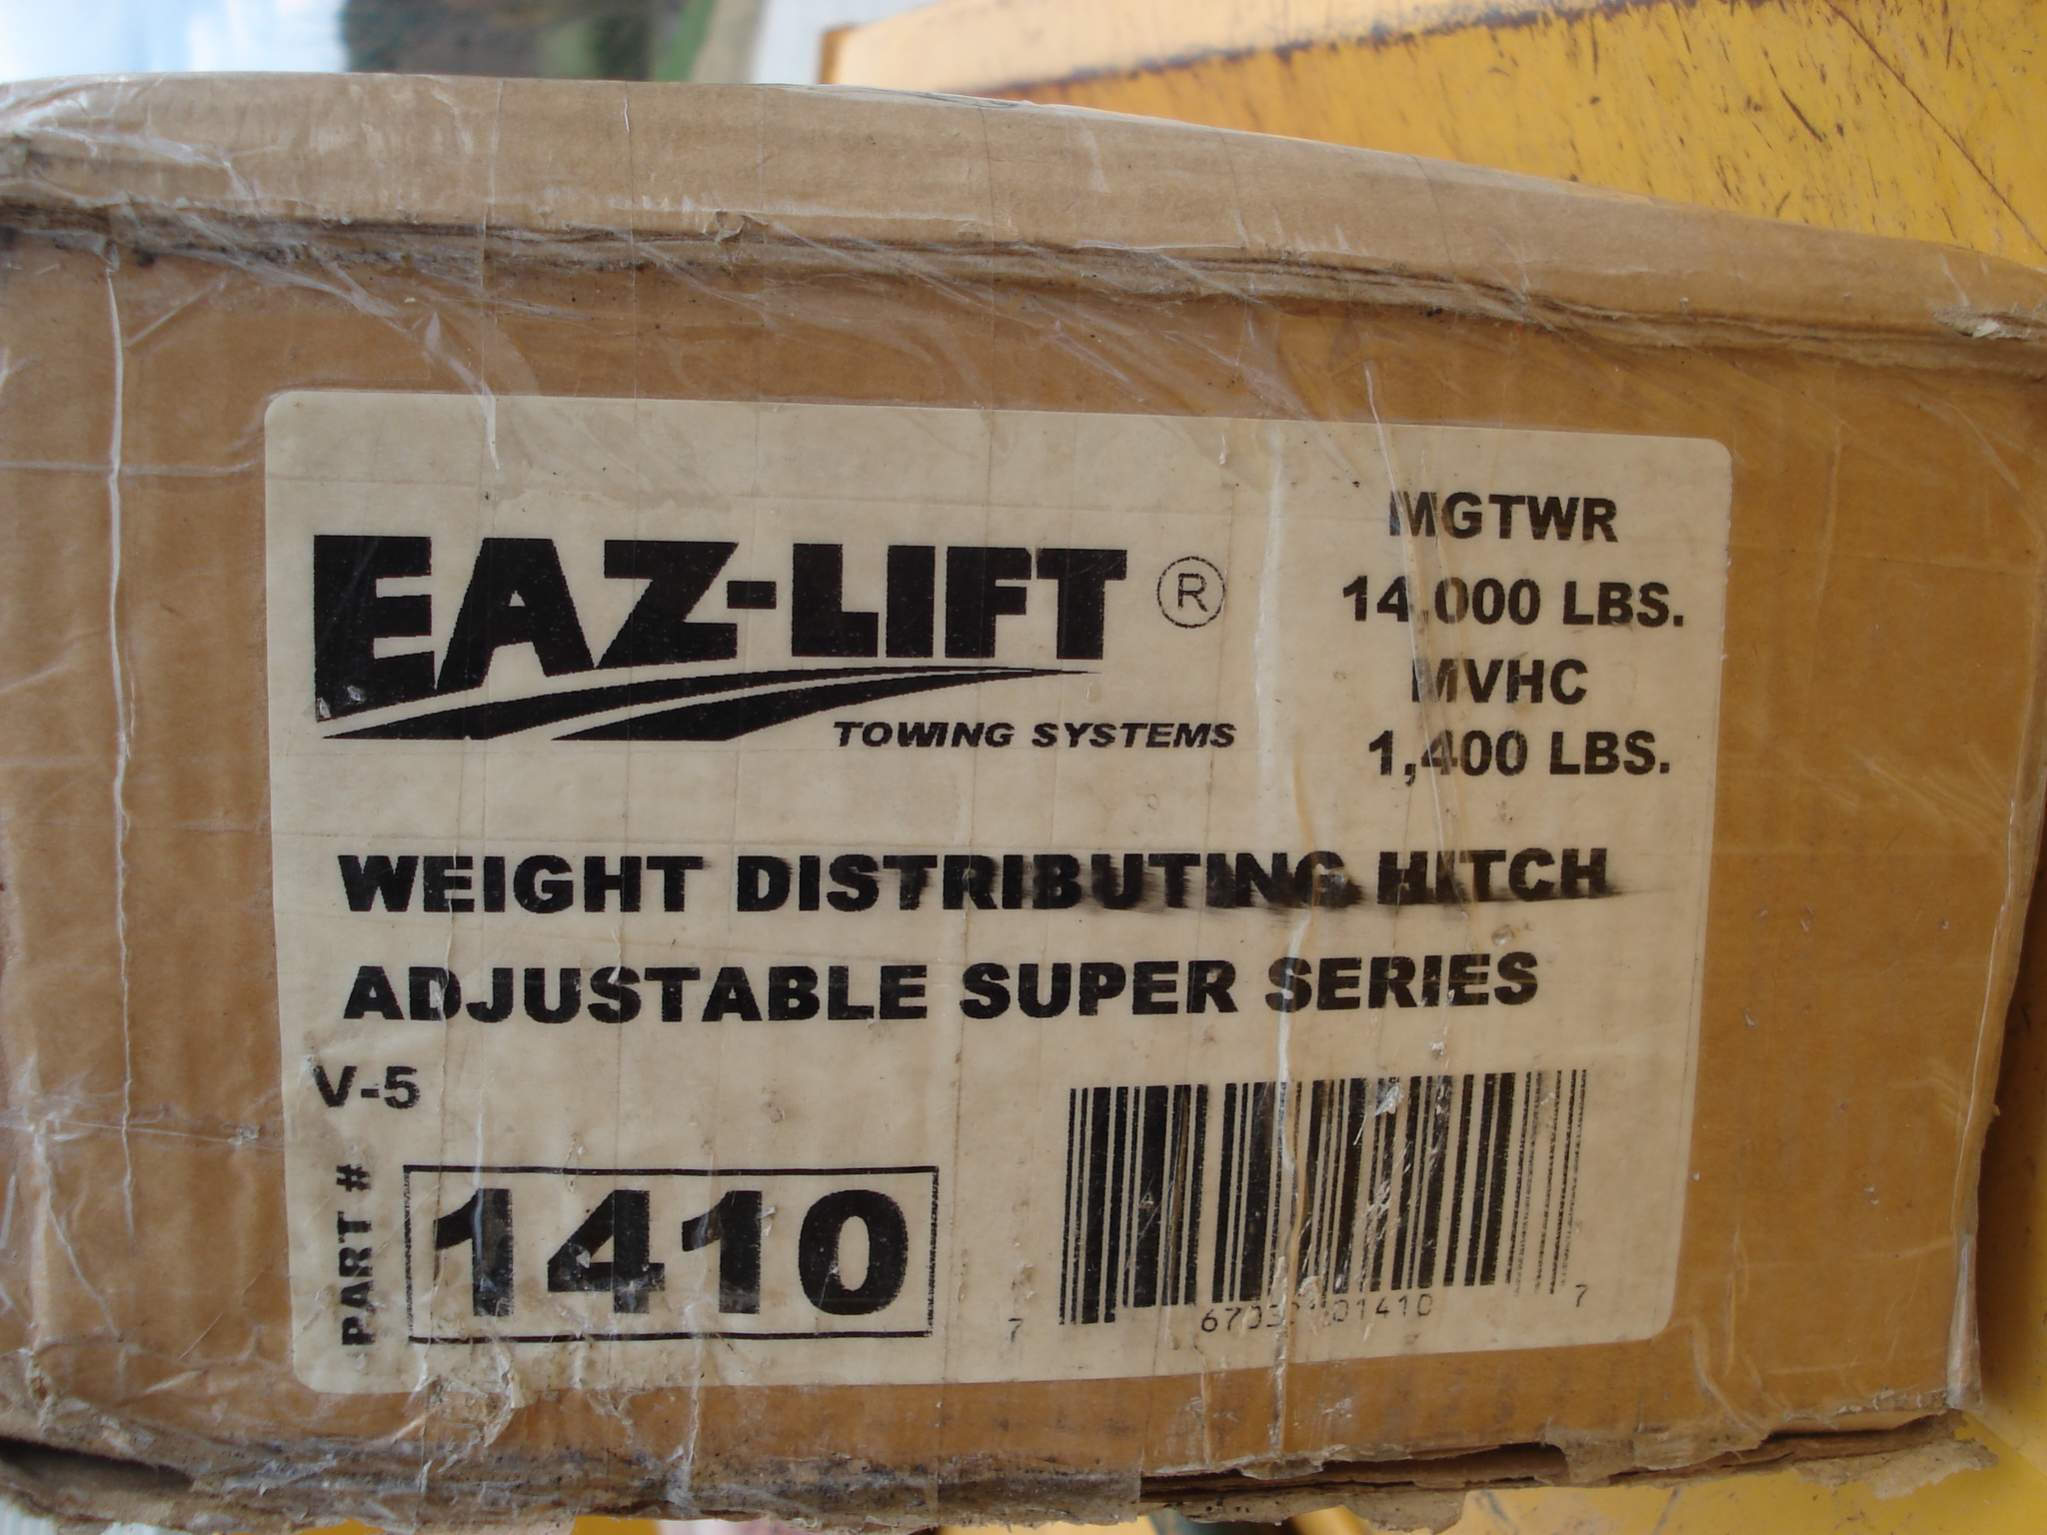 EAZ-LIFT ®
TOWING SYSTEMS
MGTWR
14,000 LBS.
MVHC
1,400 LBS.
WEIGHT DISTRIBUTING HITCH
ADJUSTABLE SUPER SERIES
V-5
PART #
1410
7 01410 7